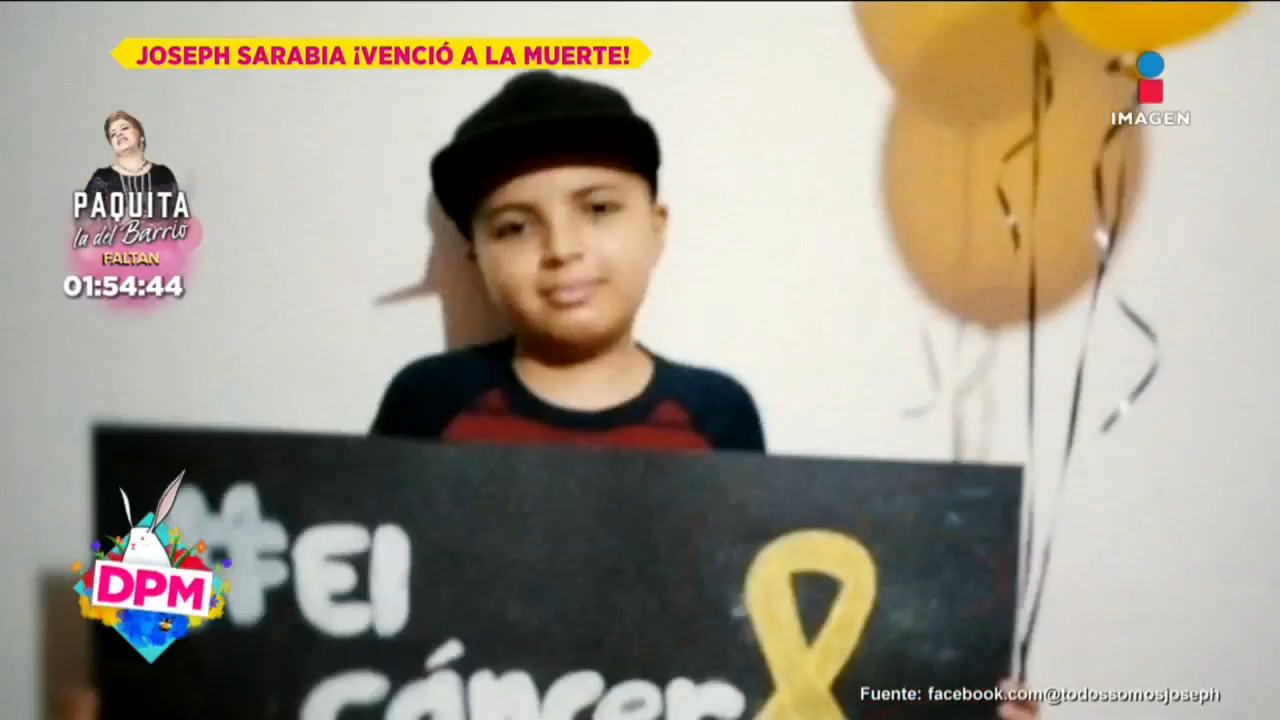 JOSEPH SARABIA ¡VENCIÓ A LA MUERTE!
IMAGEN
PAQUITA
la del Barrio
FALTAN
01:54:44
#El
cáncer
DPM
Fuente: facebook.com@todossomosjoseph